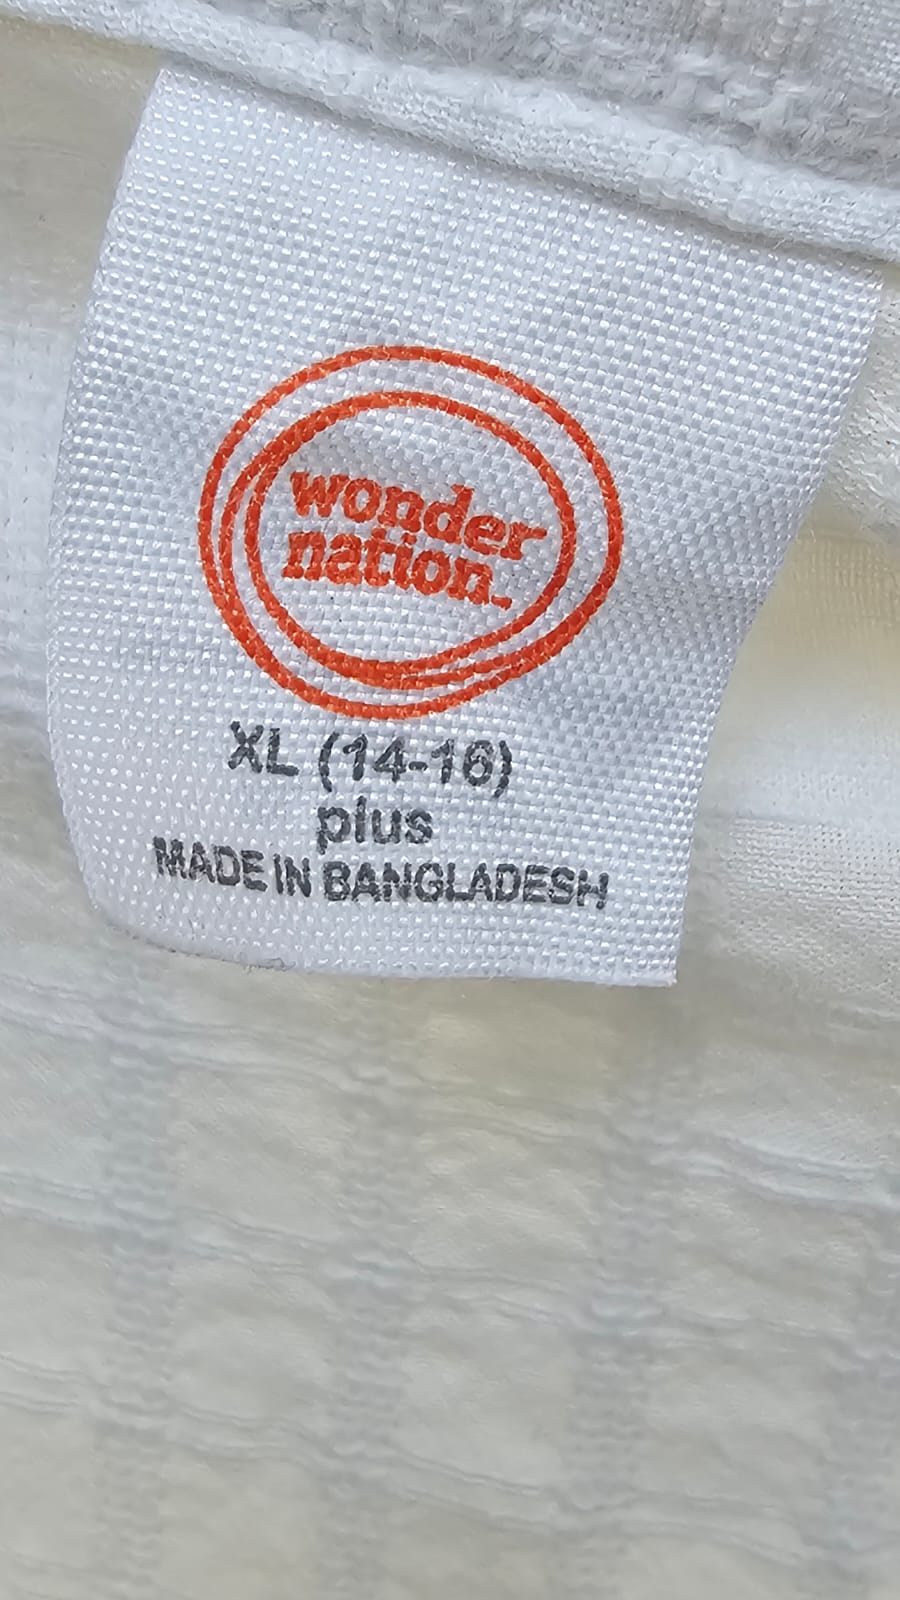 wonder
nation.
XL (14-16)
plus
MADE IN BANGLADESH